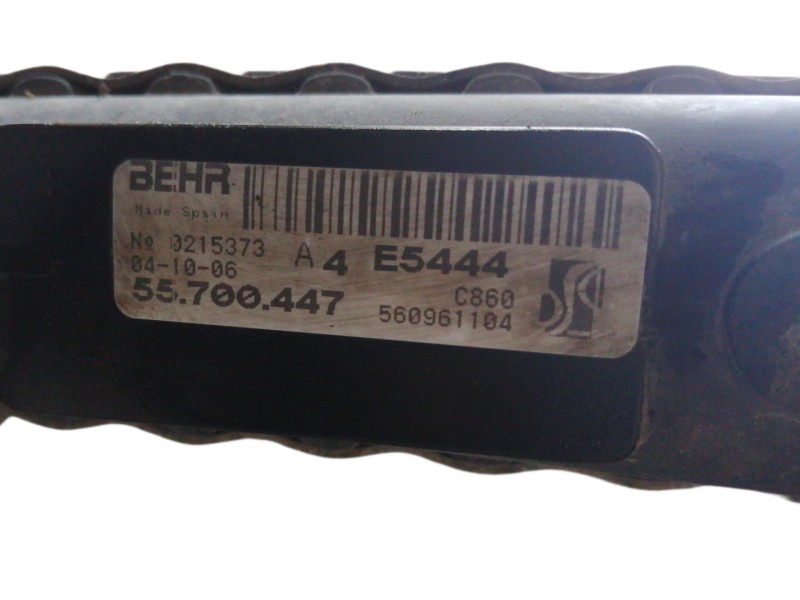 BEHR
Made Spain
No 0215373 A 4 E5444
04-10-06
55.700.447 C860
560961104